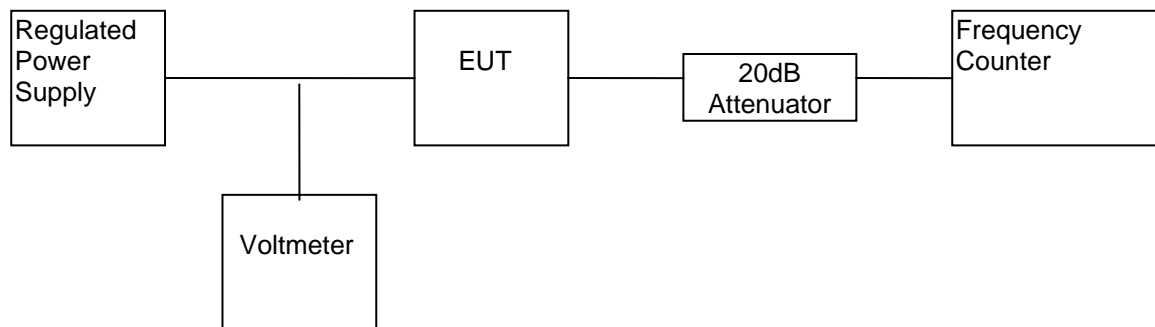 Regulated
Power
Supply
EUT
20dB
Attenuator
Frequency
Counter
Voltmeter